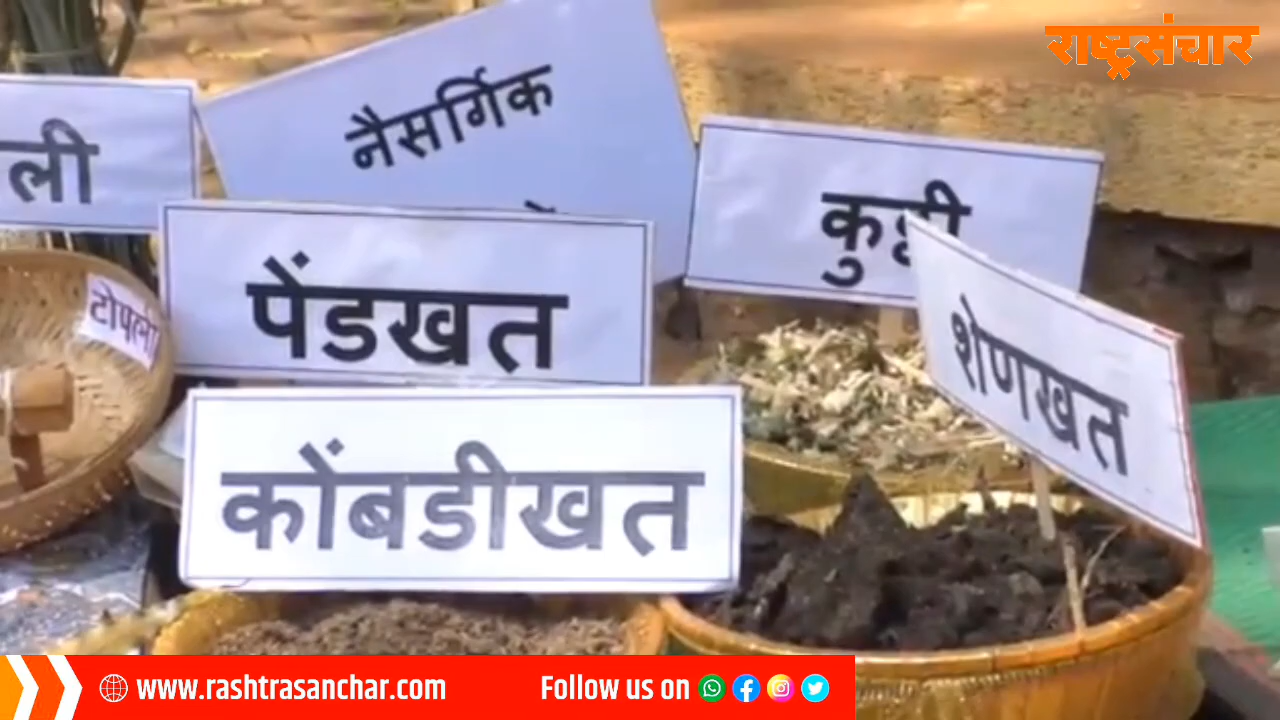 राष्ट्रसंचार
नैसर्गिक
ली
कुट्टी
पेंडखत
टोपली
शेणखत
कोंबडीखत
www.rashtrasanchar.com
Follow us on